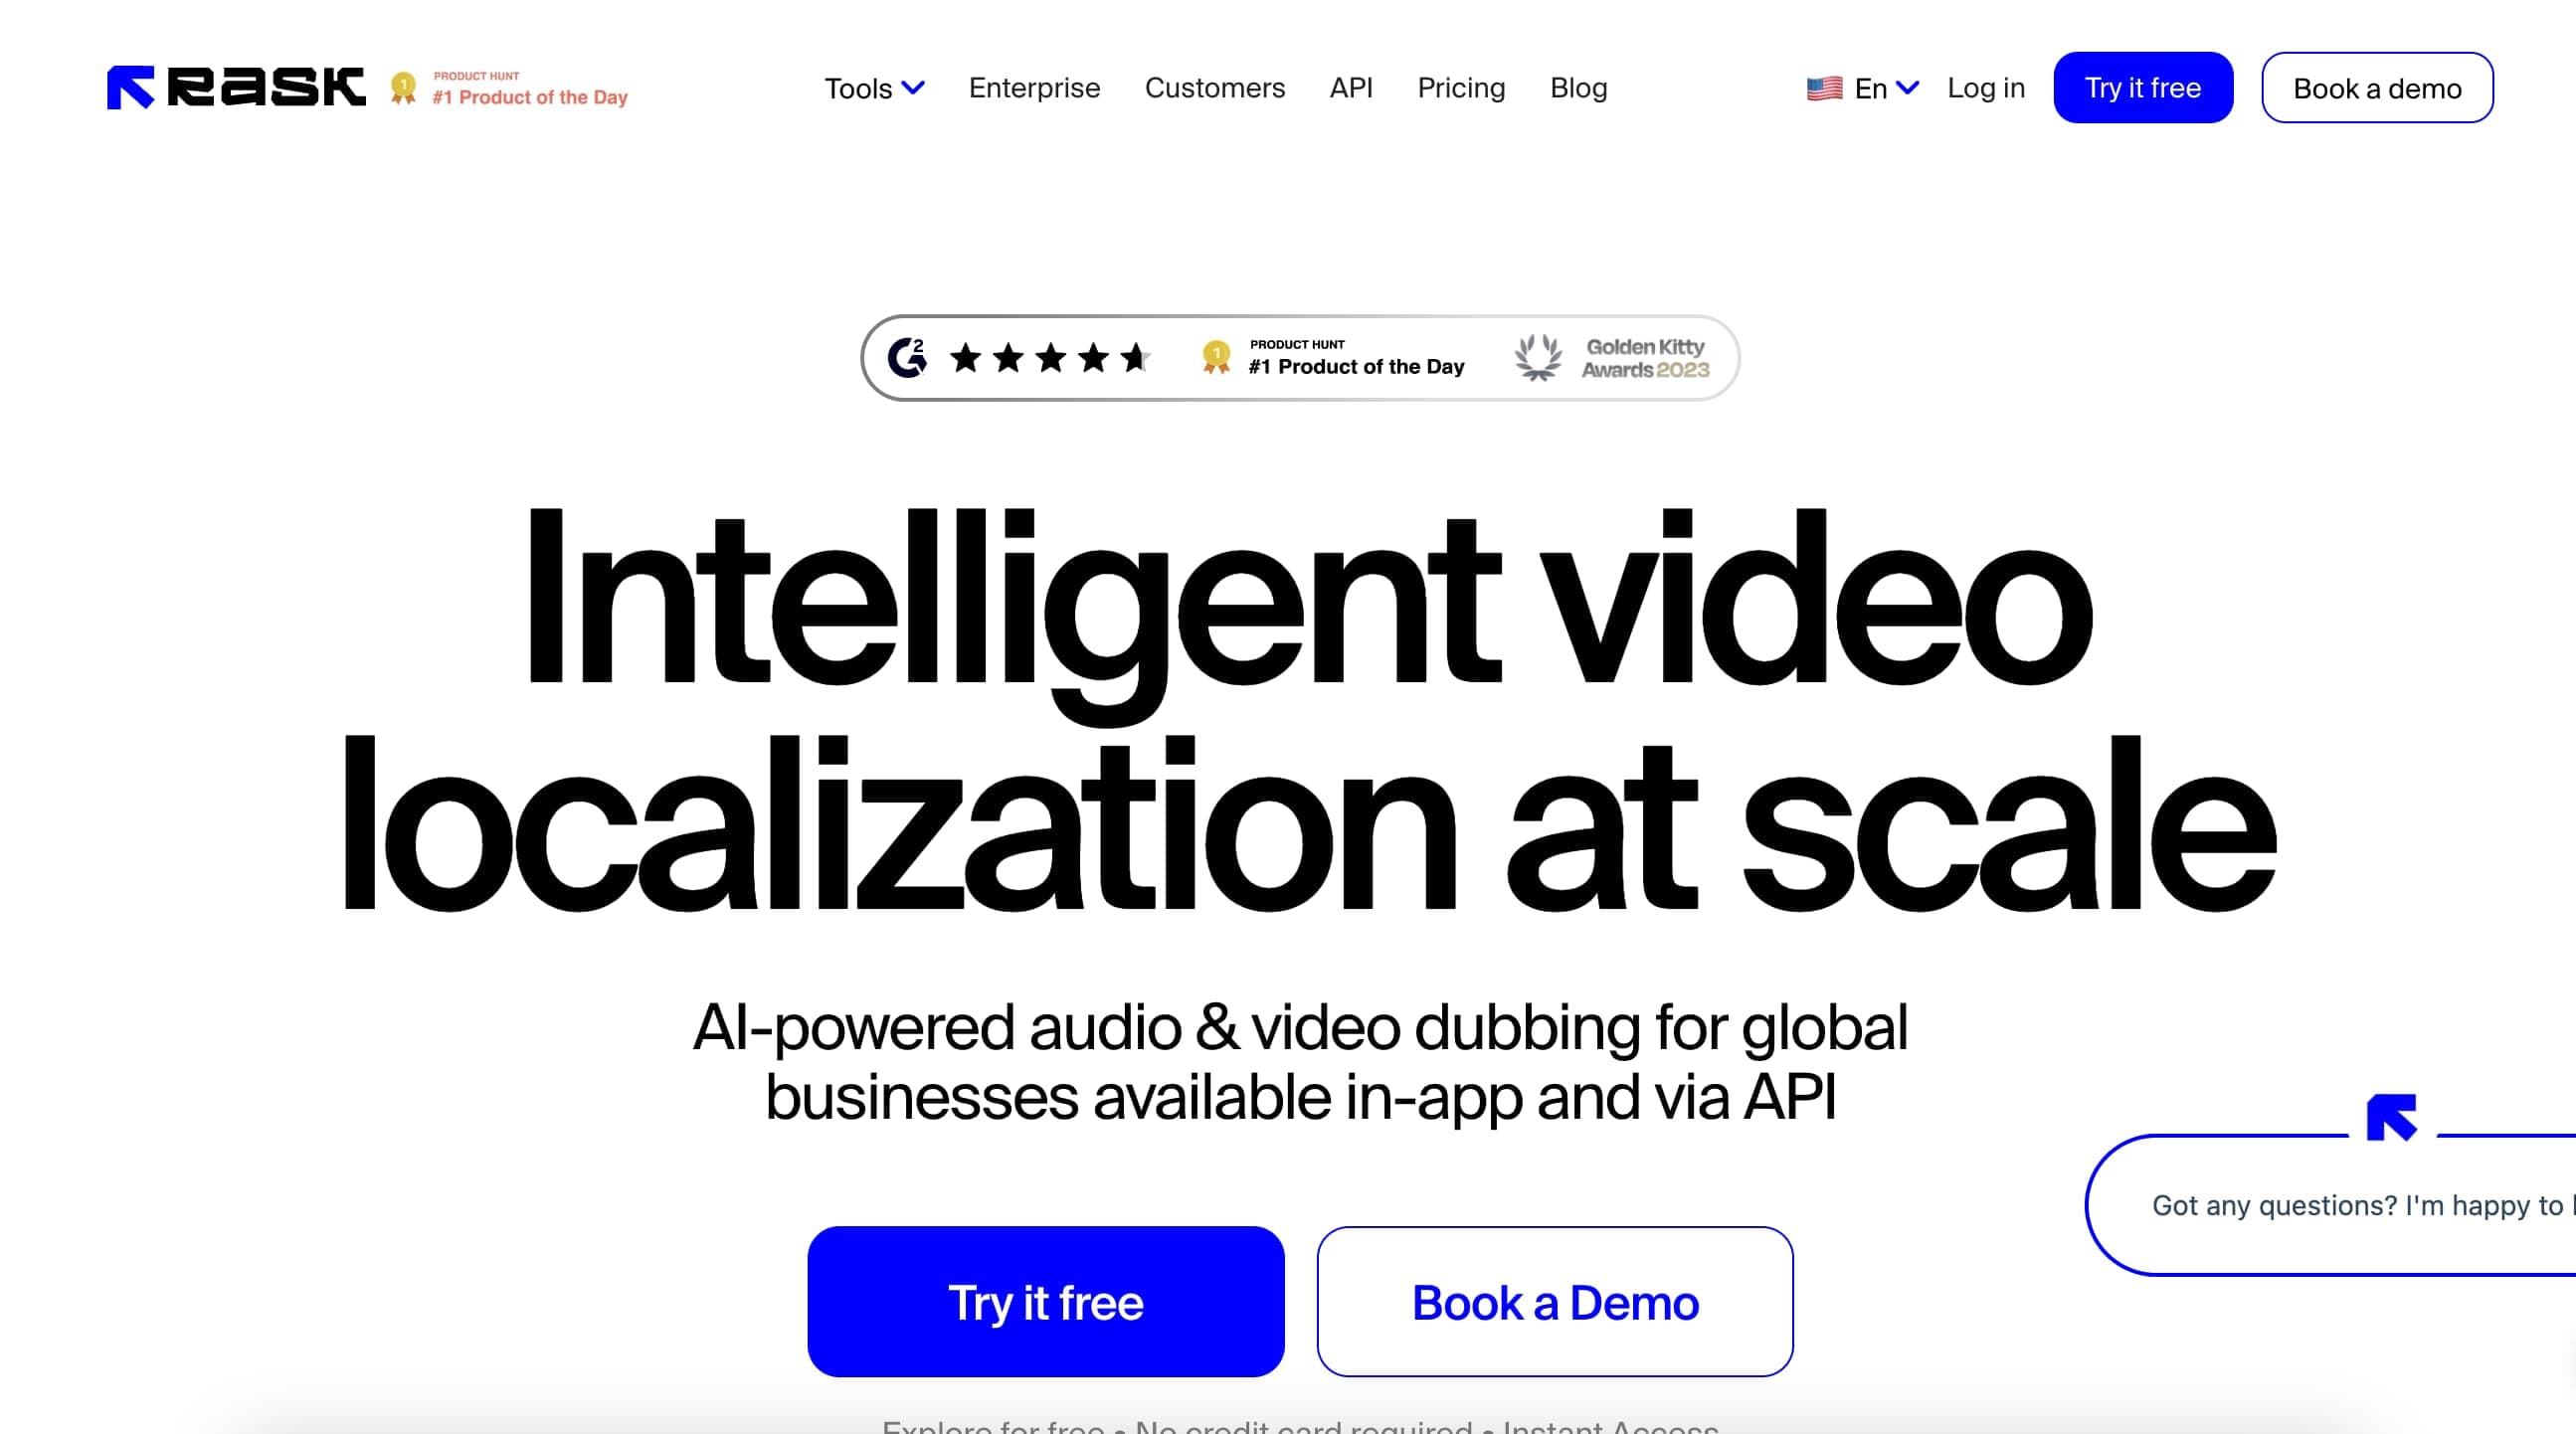 Rask
PRODUCT HUNT
#1 Product of the Day
Tools
Enterprise
Customers
API
Pricing
Blog
En
Log in
Try it free
Book a demo
G2
1
PRODUCT HUNT
#1 Product of the Day
Golden Kitty
Awards 2023
Intelligent video
localization at scale
AI-powered audio & video dubbing for global
businesses available in-app and via API
Got any questions? I'm happy to
Try it free
Book a Demo
Explore for free • No credit card required • Instant Access